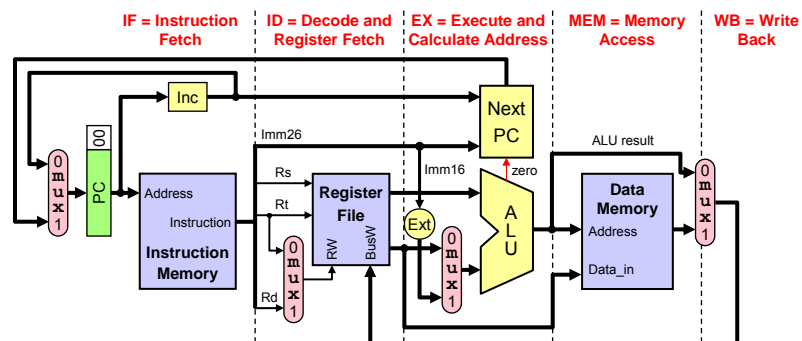 IF = Instruction
Fetch
ID = Decode and
Register Fetch
EX = Execute and
Calculate Address
MEM = Memory
Access
WB = Write
Back
Inc
Next
PC
00
PC
0
m
u
x
1
Address
Instruction
Instruction
Memory
Imm26
Rs
Rt
Rd
0
m
u
x
1
Register
File
RW
BusW
Imm16
Ext
0
m
u
x
1
zero
A
L
U
ALU result
Data
Memory
Address
Data_in
0
m
u
x
1